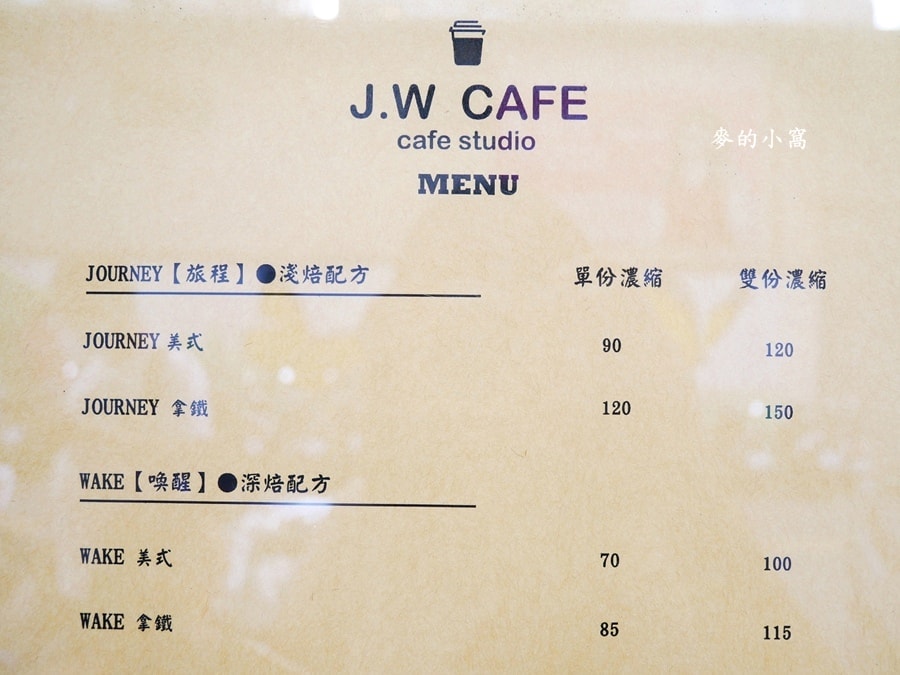 J.W CAFE
cafe studio
麥的小窩
MENU
JOURNEY【旅程】●淺焙配方 單份濃縮 雙份濃縮
JOURNEY 美式 90 120
JOURNEY 拿鐵 120 150
WAKE【喚醒】●深焙配方
WAKE 美式 70 100
WAKE 拿鐵 85 115